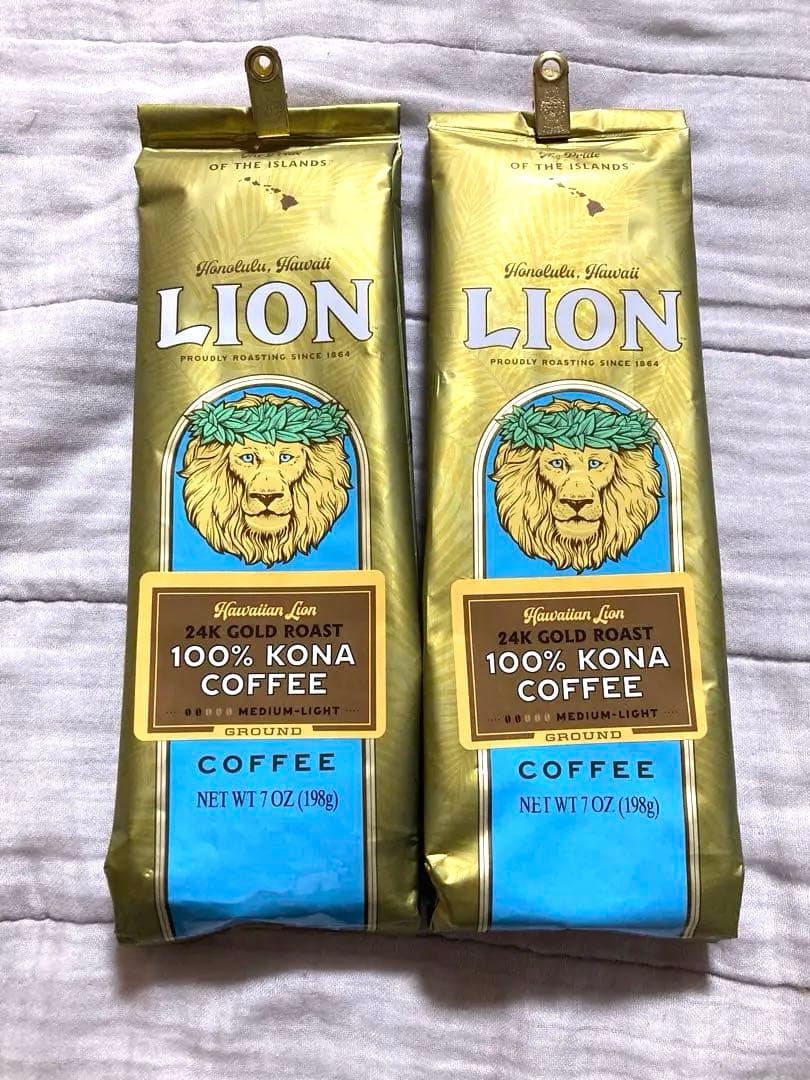 OF THE ISLANDS™
Honolulu, Hawaii
LION
PROUDLY ROASTING SINCE 1864
Hawaiian Lion
24K GOLD ROAST
100% KONA
COFFEE
MEDIUM-LIGHT
GROUND
COFFEE
NET WT 7 OZ (198g)
The Pride
OF THE ISLANDS™
Honolulu, Hawaii
LION
PROUDLY ROASTING SINCE 1864
Hawaiian Lion
24K GOLD ROAST
100% KONA
COFFEE
MEDIUM-LIGHT
GROUND
COFFEE
NET WT 7 OZ (198g)